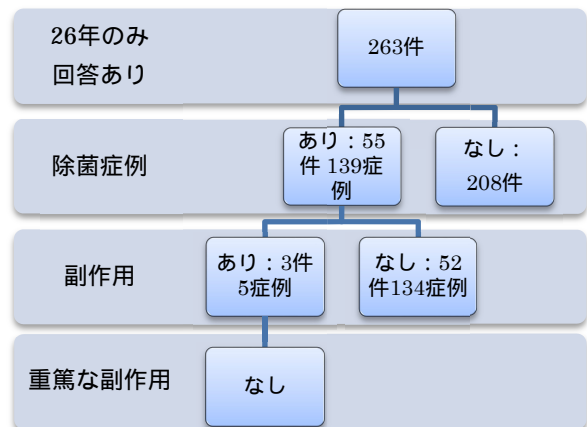 26年のみ
回答あり
263件
除菌症例
あり：55
件 139症
例
なし：
208件
副作用
あり：3件
5症例
なし：52
件134症例
重篤な副作用
なし